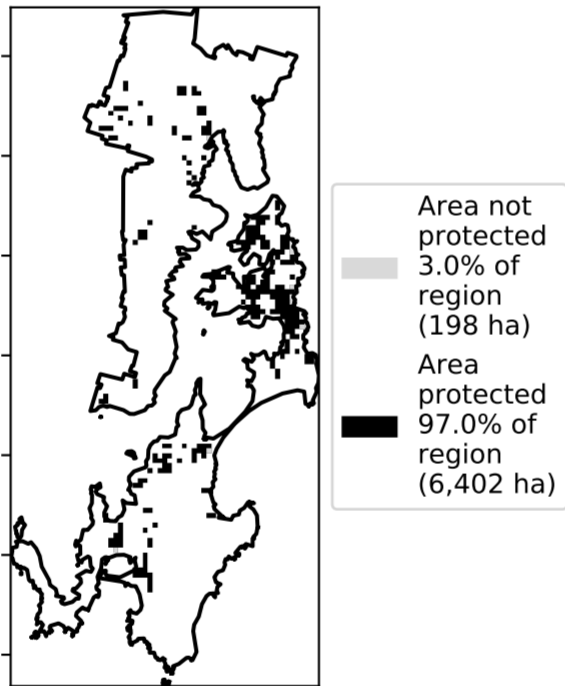 Area not
protected
3.0% of
region
(198 ha)
Area
protected
97.0% of
region
(6,402 ha)